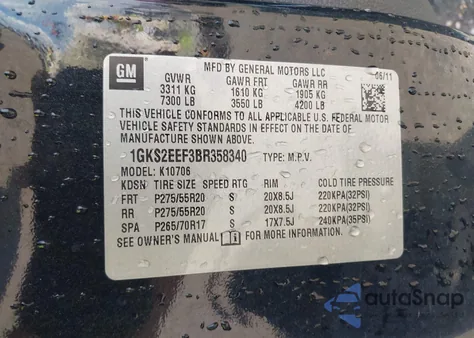 GM
MFD BY GENERAL MOTORS LLC
05/11
GVWR GAWR FRT GAWR RR
3311 KG 1610 KG 1905 KG
7300 LB 3550 LB 4200 LB
THIS VEHICLE CONFORMS TO ALL APPLICABLE U.S. FEDERAL MOTOR
VEHICLE SAFETY STANDARDS IN EFFECT ON THE DATE OF
MANUFACTURE SHOWN ABOVE.
1GKS2EEF3BR358340 TYPE: M.P.V.
MODEL: K10706
KDSN TIRE SIZE SPEED RTG RIM COLD TIRE PRESSURE
FRT P275/55R20 S 20X8.5J 220KPA(32PSI)
RR P275/55R20 S 20X8.5J 220KPA(32PSI)
SPA P265/70R17 S 17X7.5J 240KPA(35PSI)
SEE OWNER'S MANUAL FOR MORE INFORMATION.
autoSnap